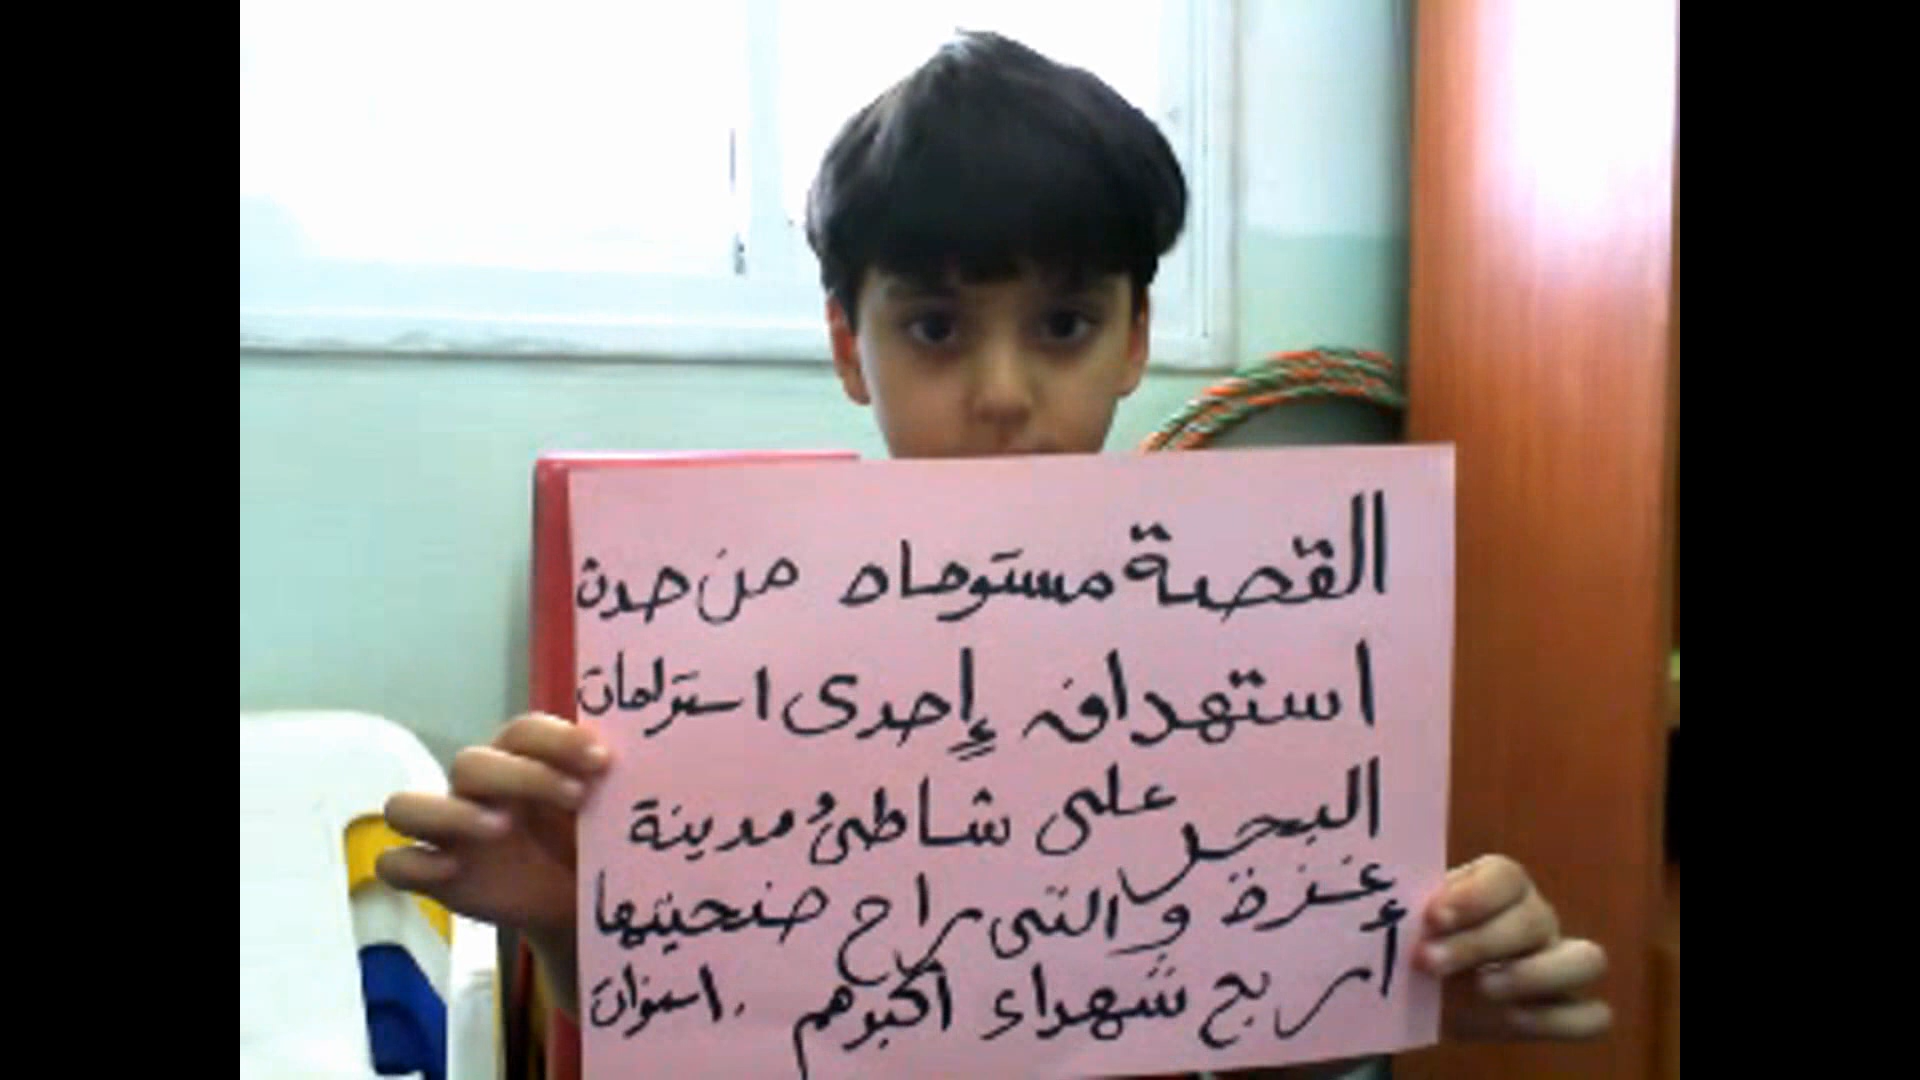 القصة مستوحاه من حدث
استهداف إحدى استراحات
البحر على شاطئ مدينة
غزة والتي راح ضحيتها
أربع شهداء أكبرهم ١٠ سنوات